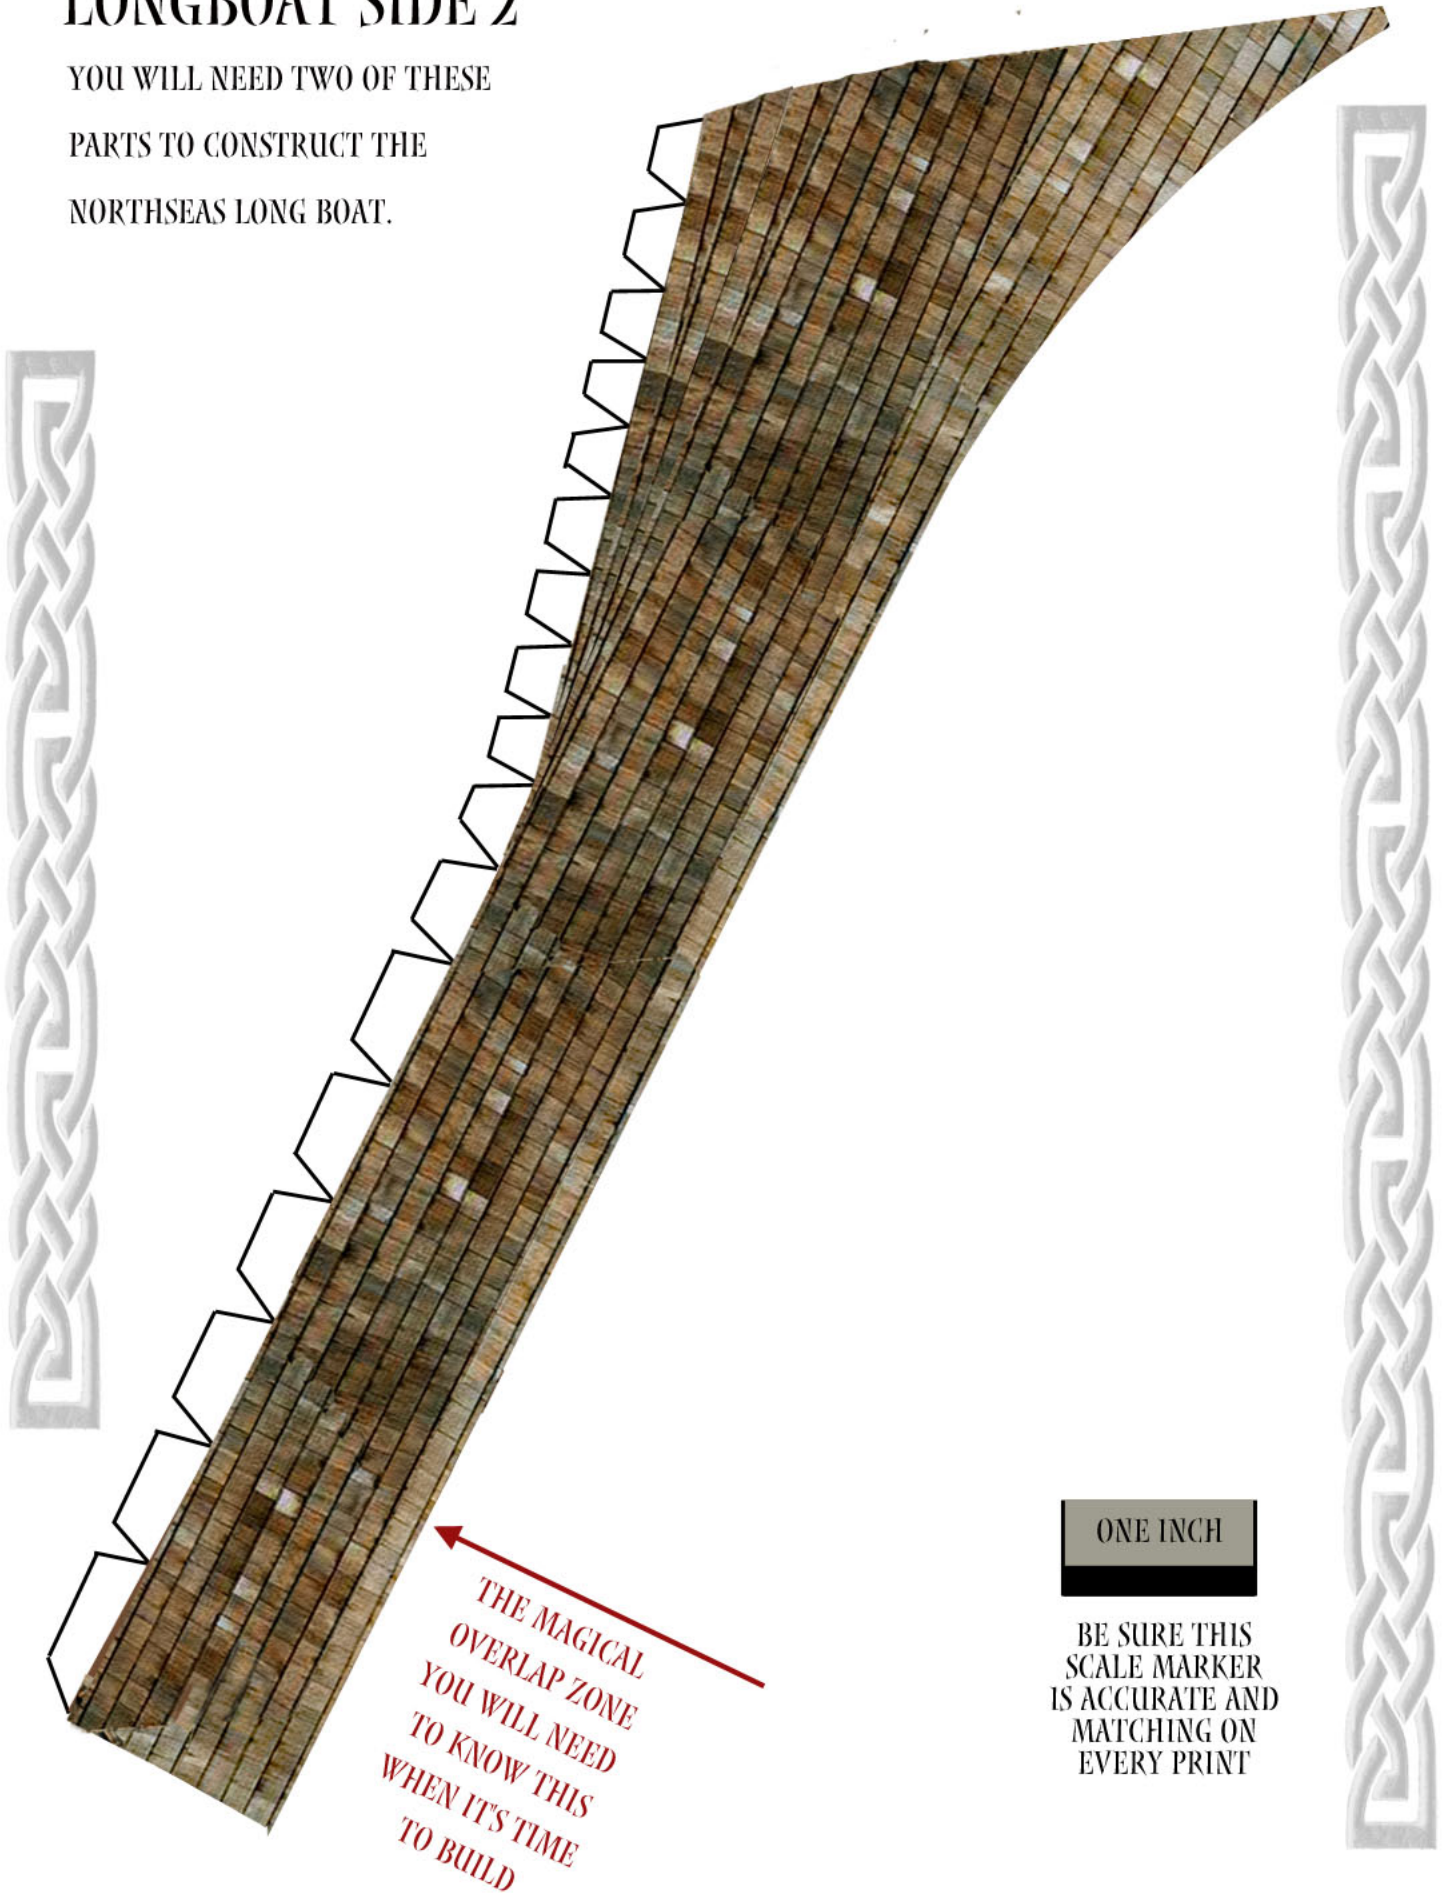 LONGBOAT SIDE 2
YOU WILL NEED TWO OF THESE
PARTS TO CONSTRUCT THE
NORTHSEAS LONG BOAT.
THE MAGICAL
OVERLAP ZONE
YOU WILL NEED
TO KNOW THIS
WHEN IT'S TIME
TO BUILD
ONE INCH
BE SURE THIS
SCALE MARKER
IS ACCURATE AND
MATCHING ON
EVERY PRINT